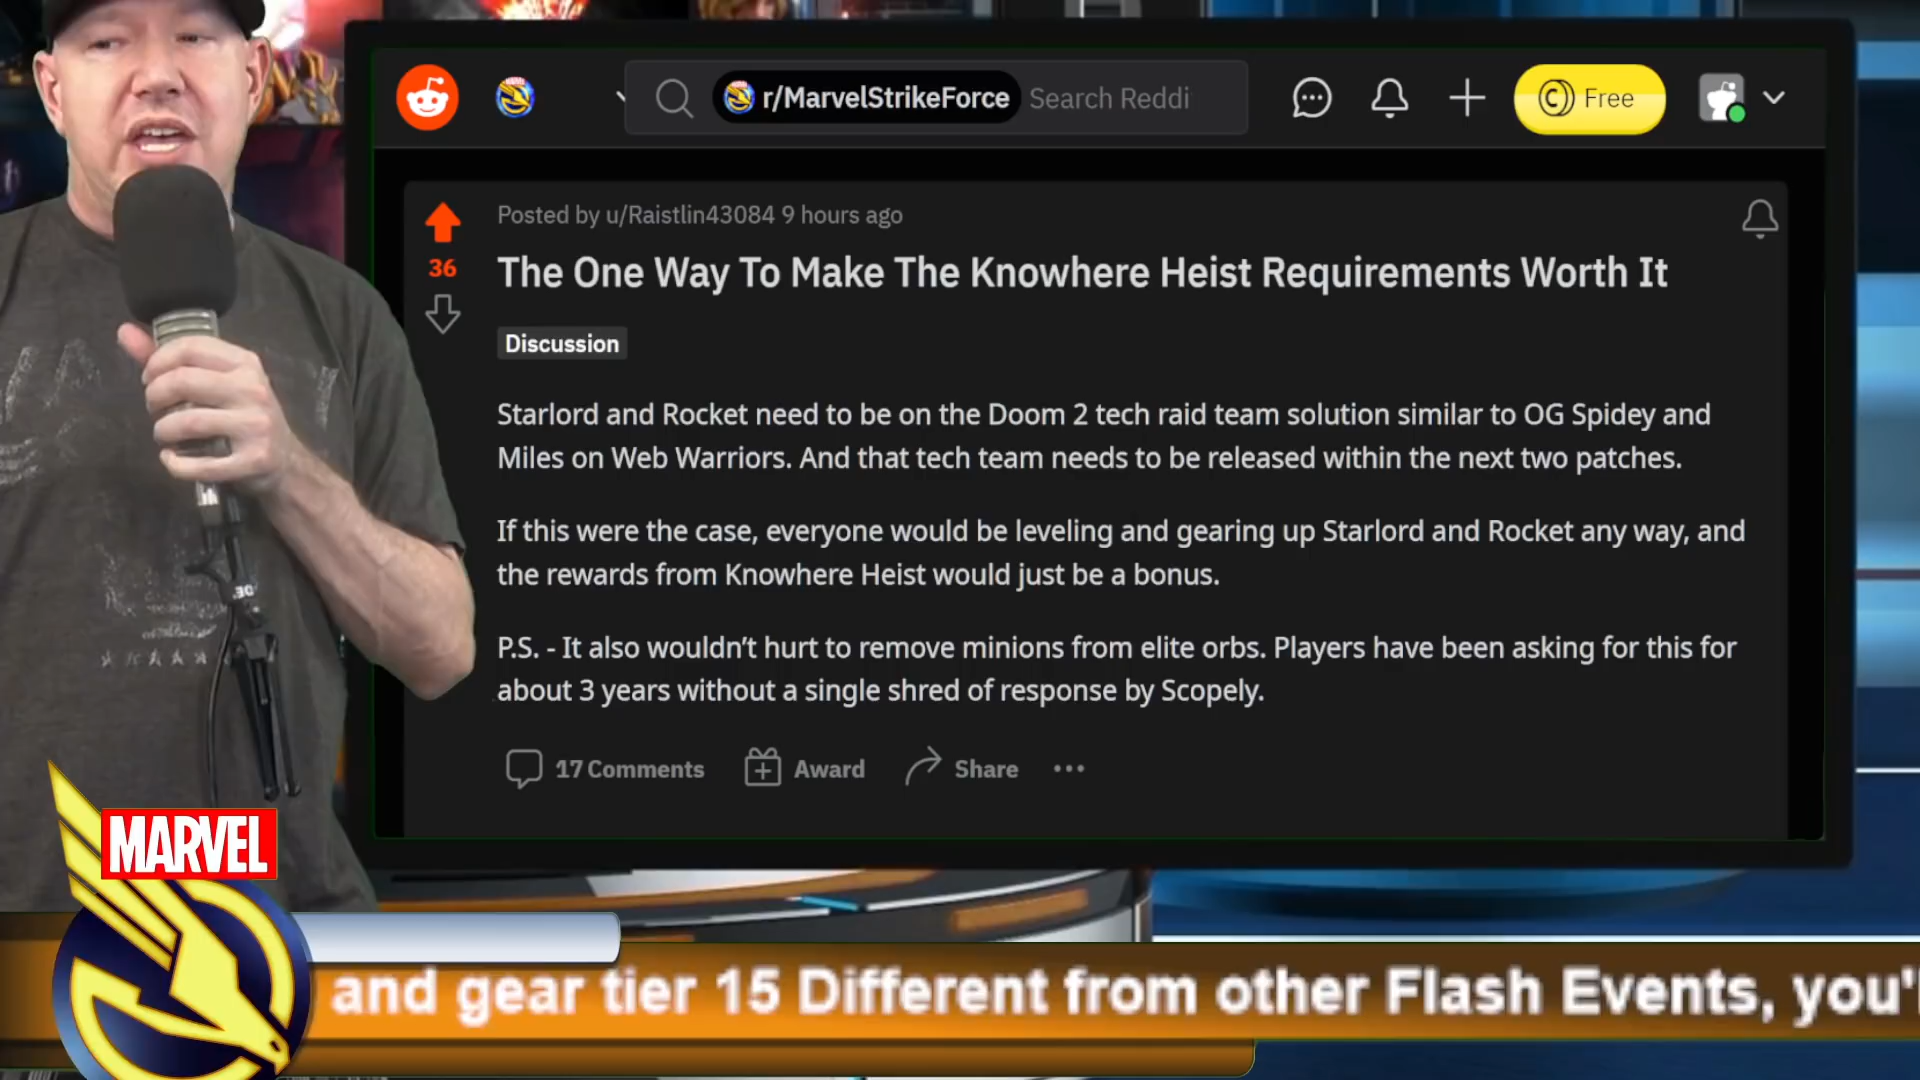 r/MarvelStrikeForce
Search Reddi
Free
Posted by u/Raistlin43084 9 hours ago
36
The One Way To Make The Knowhere Heist Requirements Worth It
Discussion
Starlord and Rocket need to be on the Doom 2 tech raid team solution similar to OG Spidey and
Miles on Web Warriors. And that tech team needs to be released within the next two patches.
If this were the case, everyone would be leveling and gearing up Starlord and Rocket any way, and
the rewards from Knowhere Heist would just be a bonus.
P.S. - It also wouldn’t hurt to remove minions from elite orbs. Players have been asking for this for
about 3 years without a single shred of response by Scopely.
17 Comments
Award
Share
MARVEL
and gear tier 15 Different from other Flash Events, you'